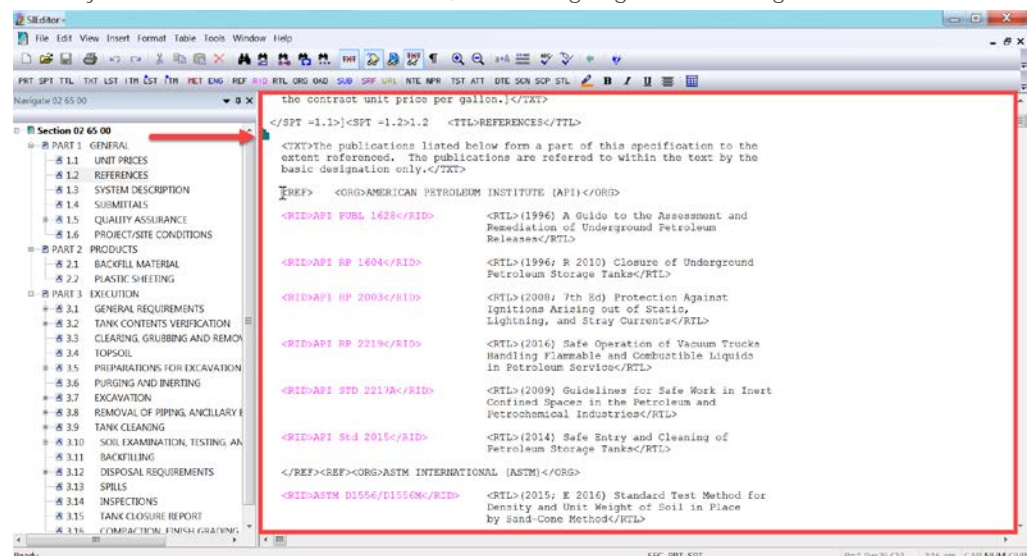 SIEditor -
File Edit View Insert Format Table Tools Window Help
PRT SPT TTL TXT LST ITM LST ITM MET ENG REF RID RTL ORG OAD SUB SRF URL NTE NPR TST ATT DTE SCN SCP STL B I U
Navigate 02 65 00
Section 02 65 00
PART 1 GENERAL
1.1 UNIT PRICES
1.2 REFERENCES
1.3 SYSTEM DESCRIPTION
1.4 SUBMITTALS
1.5 QUALITY ASSURANCE
1.6 PROJECT/SITE CONDITIONS
PART 2 PRODUCTS
2.1 BACKFILL MATERIAL
2.2 PLASTIC SHEETING
PART 3 EXECUTION
3.1 GENERAL REQUIREMENTS
3.2 TANK CONTENTS VERIFICATION
3.3 CLEARING, GRUBBING AND REMOV
3.4 TOPSOIL
3.5 PREPARATIONS FOR EXCAVATION
3.6 PURGING AND INERTING
3.7 EXCAVATION
3.8 REMOVAL OF PIPING, ANCILLARY E
3.9 TANK CLEANING
3.10 SOIL EXAMINATION, TESTING, AN
3.11 BACKFILLING
3.12 DISPOSAL REQUIREMENTS
3.13 SPILLS
3.14 INSPECTIONS
3.15 TANK CLOSURE REPORT
3.16 COMPACTION, FINISH GRADING
the contract unit price per gallon.]</TXT>
</SPT =1.1>]<SPT =1.2>1.2 <TTL>REFERENCES</TTL>
<TXT>The publications listed below form a part of this specification to the
extent referenced. The publications are referred to within the text by the
basic designation only.</TXT>
<REF> <ORG>AMERICAN PETROLEUM INSTITUTE (API)</ORG>
<RID>API PUBL 1628</RID> <RTL>(1996) A Guide to the Assessment and
Remediation of Underground Petroleum
Releases</RTL>
<RID>API RP 1604</RID> <RTL>(1996; R 2010) Closure of Underground
Petroleum Storage Tanks</RTL>
<RID>API RP 2003</RID> <RTL>(2008; 7th Ed) Protection Against
Ignitions Arising out of Static,
Lightning, and Stray Currents</RTL>
<RID>API RP 2219</RID> <RTL>(2016) Safe Operation of Vacuum Trucks
Handling Flammable and Combustible Liquids
in Petroleum Service</RTL>
<RID>API STD 2217A</RID> <RTL>(2009) Guidelines for Safe Work in Inert
Confined Spaces in the Petroleum and
Petrochemical Industries</RTL>
<RID>API Std 2015</RID> <RTL>(2014) Safe Entry and Cleaning of
Petroleum Storage Tanks</RTL>
</REF><REF><ORG>ASTM INTERNATIONAL (ASTM)</ORG>
<RID>ASTM D1556/D1556M</RID> <RTL>(2015; E 2016) Standard Test Method for
Density and Unit Weight of Soil in Place
by Sand-Cone Method</RTL>